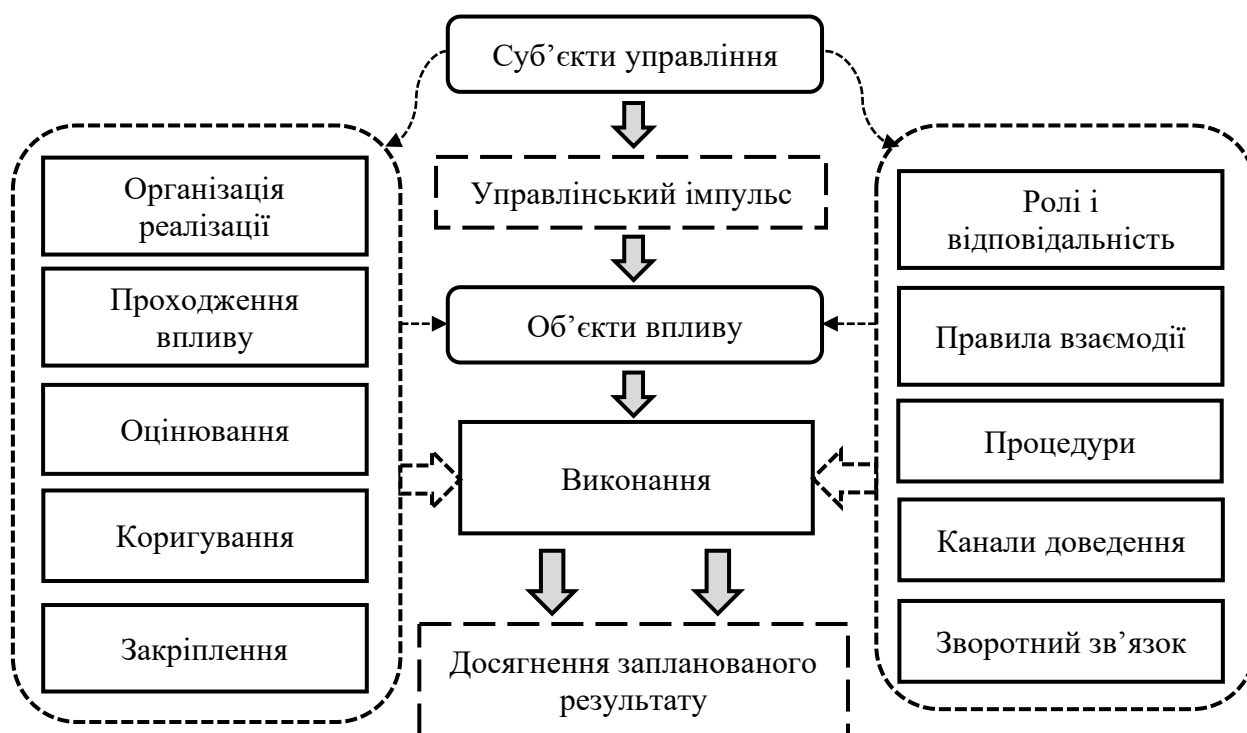 Суб’єкти управління
Організація
реалізації
Проходження
впливу
Оцінювання
Коригування
Закріплення
Управлінський імпульс
Об’єкти впливу
Виконання
Досягнення запланованого
результату
Ролі і
відповідальність
Правила взаємодії
Процедури
Канали доведення
Зворотний зв’язок